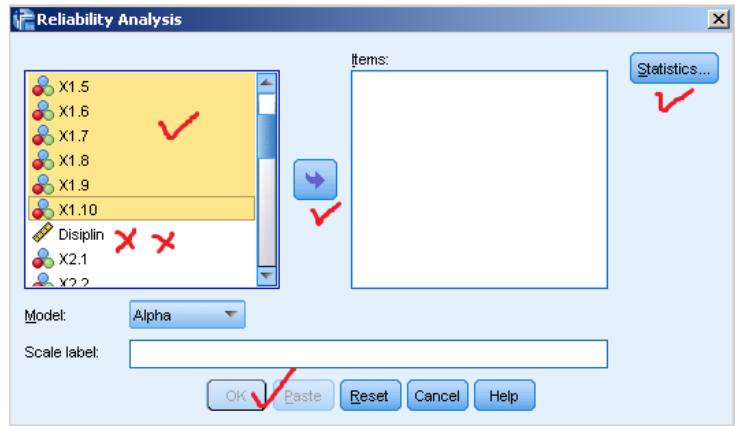 Reliability Analysis
Items:
Statistics...
X1.5
X1.6
X1.7
X1.8
X1.9
X1.10
Disiplin
X2.1
X2.2
Model:
Alpha
Scale label:
OK
Paste
Reset
Cancel
Help